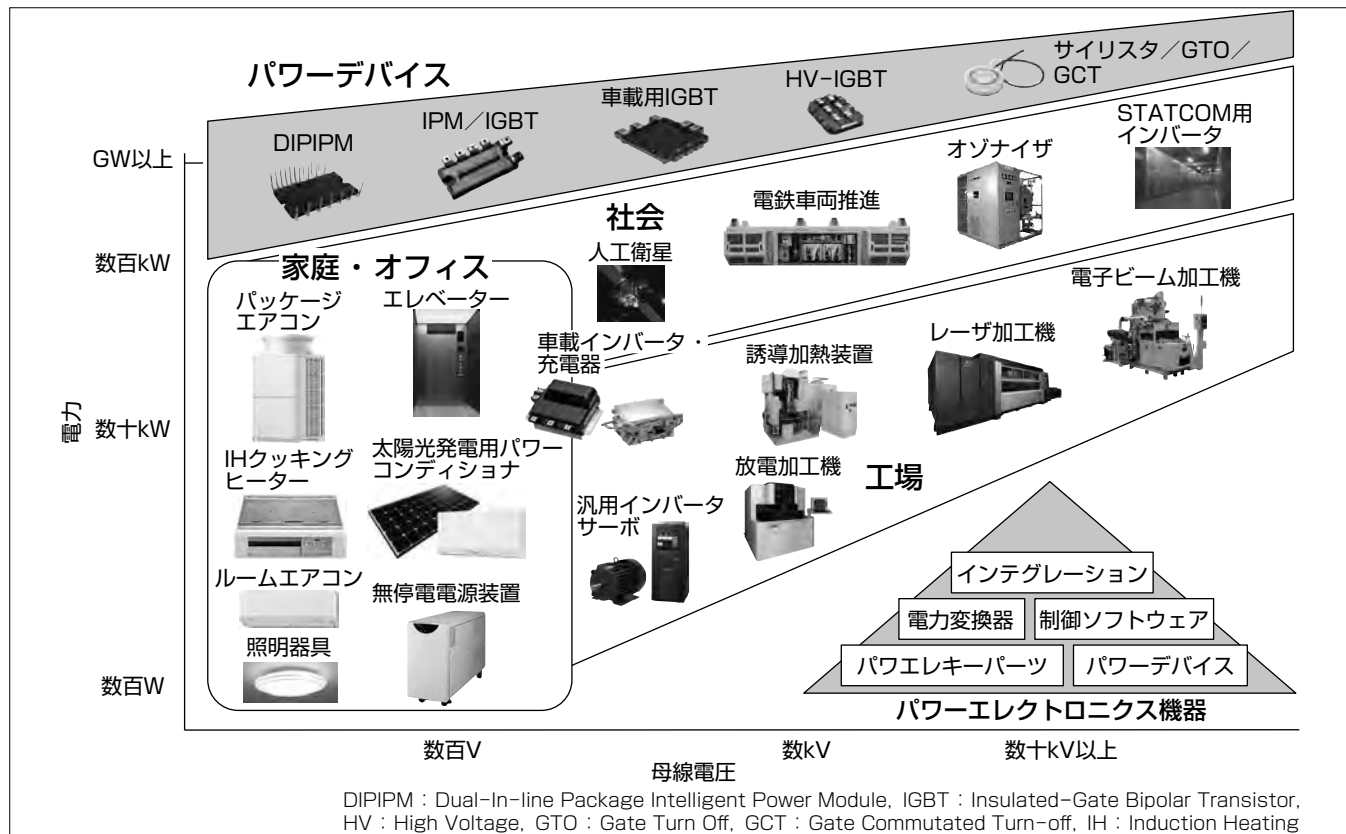 パワーデバイス
DIPIPM
IPM／IGBT
車載用IGBT
HV-IGBT
サイリスタ／GTO／
GCT
GW以上
数百kW
数十kW
数百W
電力
社会
人工衛星
電鉄車両推進
オゾナイザ
STATCOM用
インバータ
家庭・オフィス
パッケージ
エアコン
エレベーター
IHクッキング
ヒーター
太陽光発電用パワー
コンディショナ
ルームエアコン
無停電電源装置
照明器具
車載インバータ・
充電器
汎用インバータ
サーボ
誘導加熱装置
放電加工機
レーザ加工機
電子ビーム加工機
工場
インテグレーション
電力変換器
制御ソフトウェア
パワエレキーパーツ
パワーデバイス
パワーエレクトロニクス機器
数百V
数kV
数十kV以上
母線電圧
DIPIPM：Dual-In-line Package Intelligent Power Module, IGBT：Insulated-Gate Bipolar Transistor,
HV：High Voltage, GTO：Gate Turn Off, GCT：Gate Commutated Turn-off, IH：Induction Heating